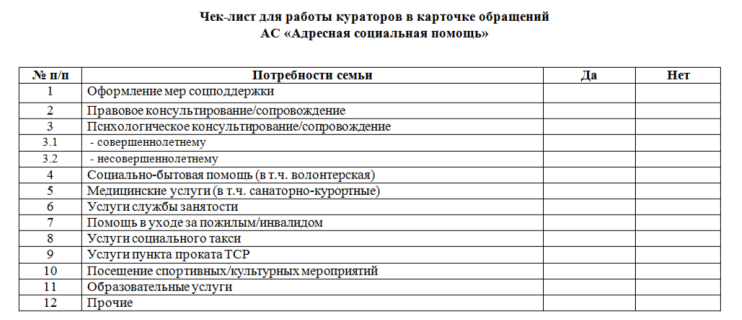 Чек-лист для работы кураторов в карточке обращений
АС «Адресная социальная помощь»
№ п/п Потребности семьи Да Нет
1 Оформление мер соцподдержки
2 Правовое консультирование/сопровождение
3 Психологическое консультирование/сопровождение
3.1 - совершеннолетнему
3.2 - несовершеннолетнему
4 Социально-бытовая помощь (в т.ч. волонтерская)
5 Медицинские услуги (в т.ч. санаторно-курортные)
6 Услуги службы занятости
7 Помощь в уходе за пожилым/инвалидом
8 Услуги социального такси
9 Услуги пункта проката ТСР
10 Посещение спортивных/культурных мероприятий
11 Образовательные услуги
12 Прочие